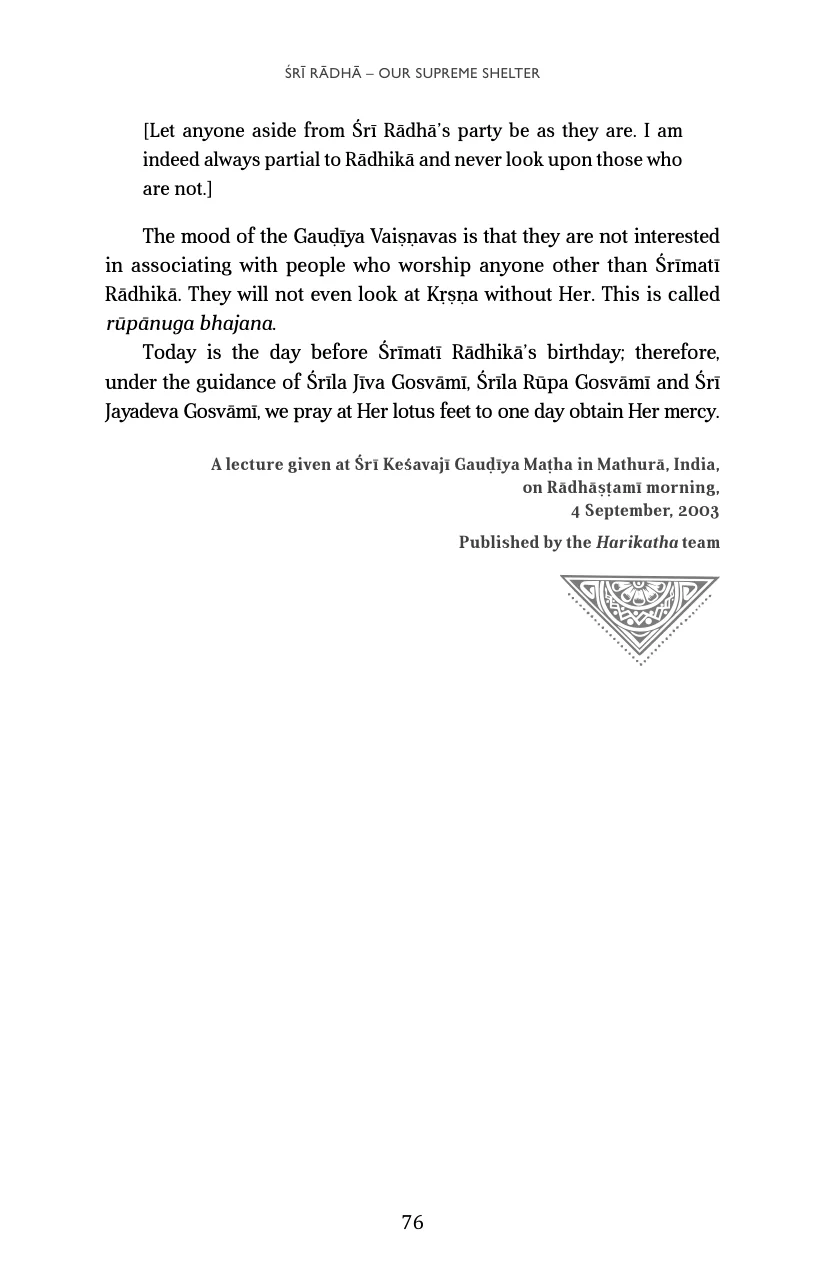 ŚRĪ RĀDHĀ – OUR SUPREME SHELTER
[Let anyone aside from Śrī Rādhā’s party be as they are. I am
indeed always partial to Rādhikā and never look upon those who
are not.]
The mood of the Gauḍīya Vaiṣṇavas is that they are not interested
in associating with people who worship anyone other than Śrīmatī
Rādhikā. They will not even look at Kṛṣṇa without Her. This is called
rūpānuga bhajana.
Today is the day before Śrīmatī Rādhikā’s birthday; therefore,
under the guidance of Śrīla Jīva Gosvāmī, Śrīla Rūpa Gosvāmī and Śrī
Jayadeva Gosvāmī, we pray at Her lotus feet to one day obtain Her mercy.
A lecture given at Śrī Keśavajī Gauḍīya Maṭha in Mathurā, India,
on Rādhāṣṭamī morning,
4 September, 2003
Published by the Harikatha team
76